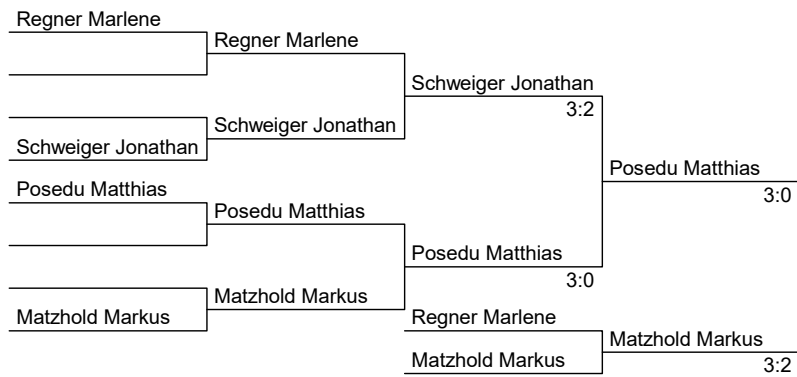 Regner Marlene
Regner Marlene
Schweiger Jonathan
3:2
Schweiger Jonathan
Schweiger Jonathan
Posedu Matthias
3:0
Posedu Matthias
Posedu Matthias
Posedu Matthias
3:0
Matzhold Markus
Matzhold Markus
Regner Marlene
Matzhold Markus
3:2
Matzhold Markus